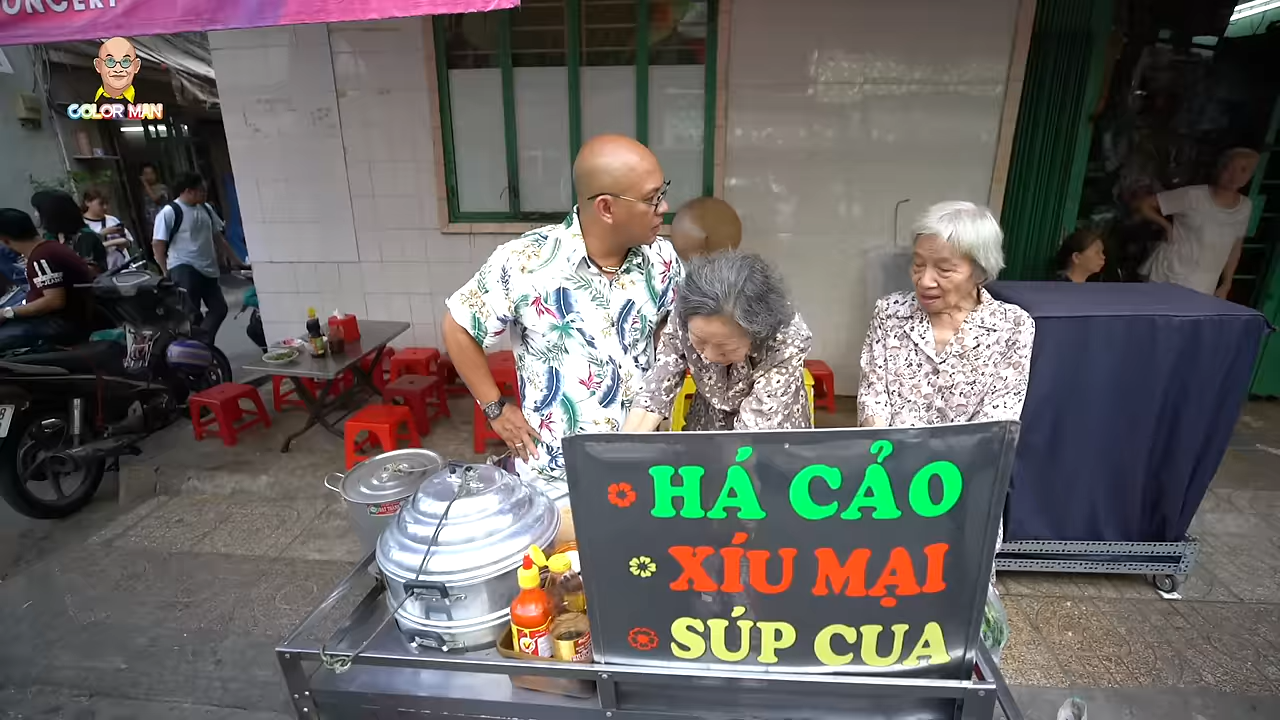 CONCERT
COLOR MAN
HÁ CẢO
XÍU MẠI
SÚP CUA